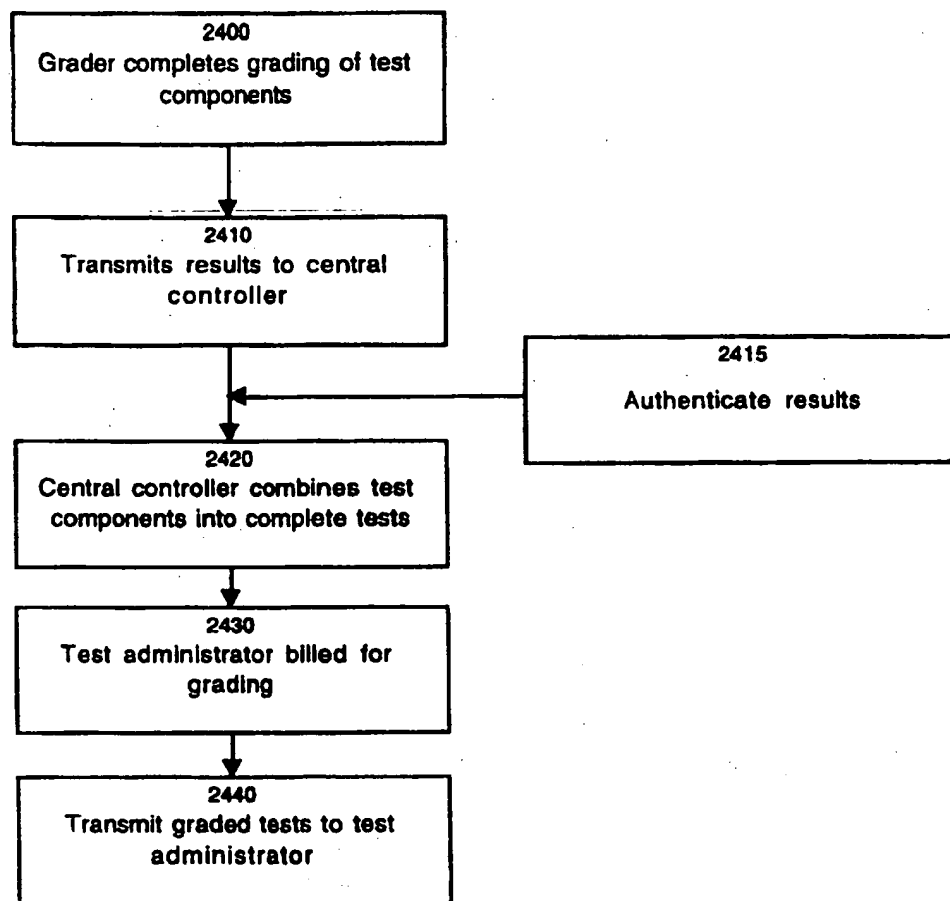 2400
Grader completes grading of test
components
2410
Transmits results to central
controller
2415
Authenticate results
2420
Central controller combines test
components into complete tests
2430
Test administrator billed for
grading
2440
Transmit graded tests to test
administrator